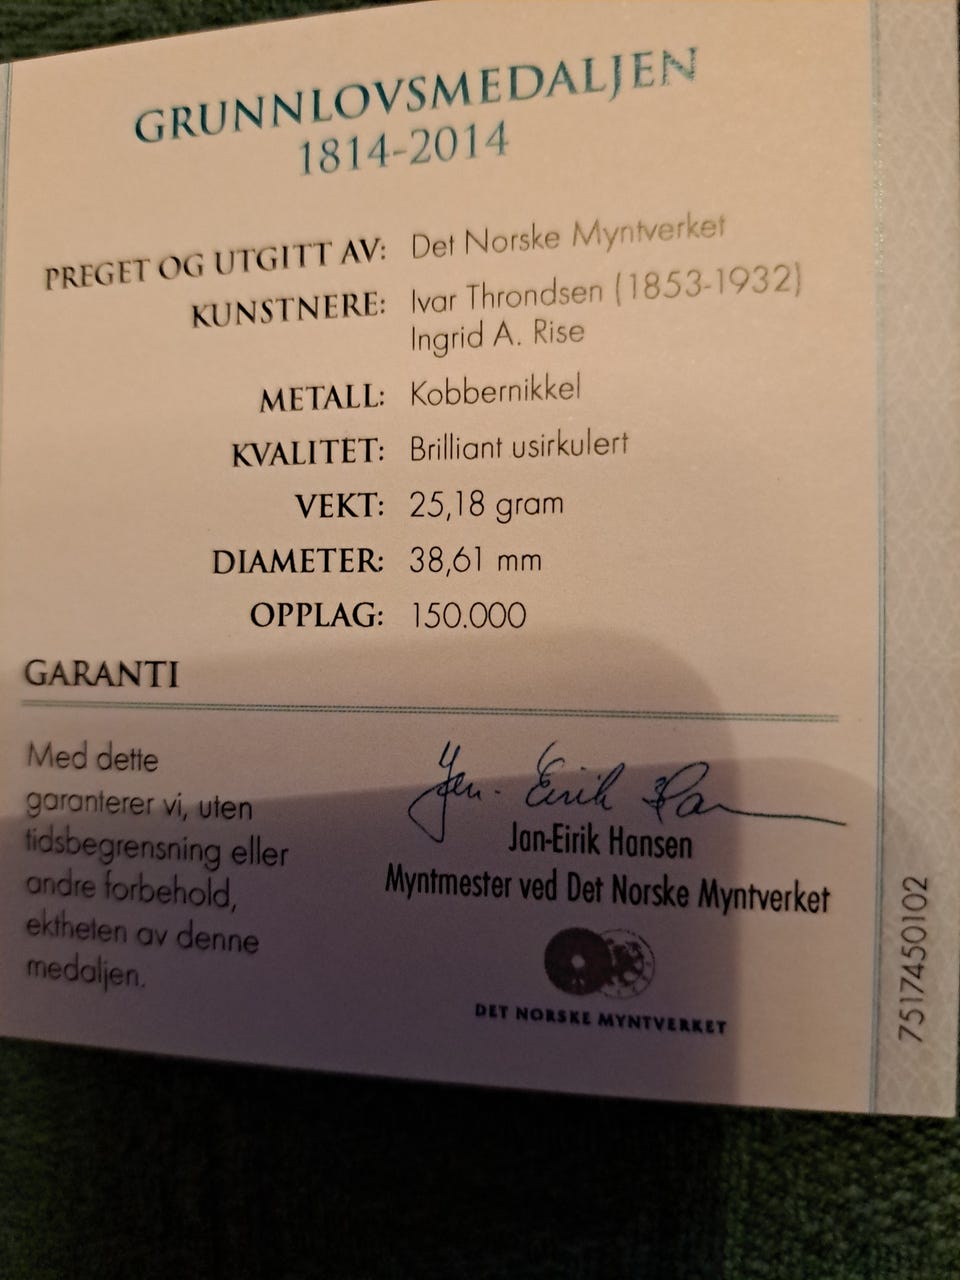 GRUNNLOVSMEDALJEN
1814-2014
PREGET OG UTGITT AV: Det Norske Myntverket
KUNSTNERE: Ivar Throndsen (1853-1932)
Ingrid A. Rise
METALL: Kobbernikkel
KVALITET: Brilliant usirkulert
VEKT: 25,18 gram
DIAMETER: 38,61 mm
OPPLAG: 150.000
GARANTI
Med dette
garanterer vi, uten
tidsbegrensning eller
andre forbehold,
ektheten av denne
medaljen.
Jan-Eirik Hansen
Myntmester ved Det Norske Myntverket
DET NORSKE MYNTVERKET
7517450102